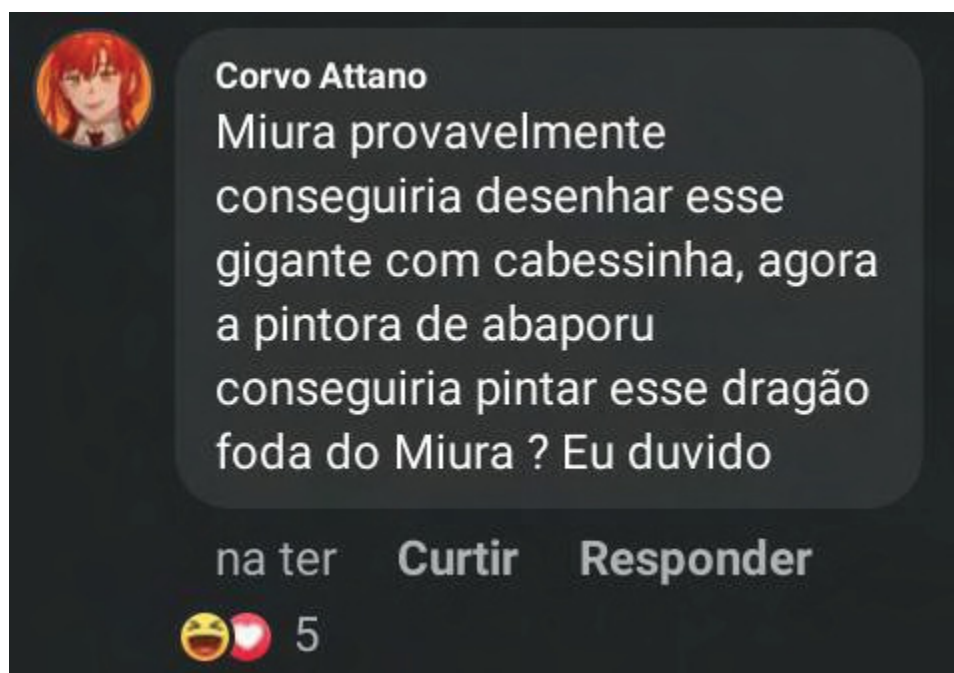 Corvo Attano
Miura provavelmente
conseguiria desenhar esse
gigante com cabessinha, agora
a pintora de abaporu
conseguiria pintar esse dragão
foda do Miura ? Eu duvido
na ter Curtir Responder
5